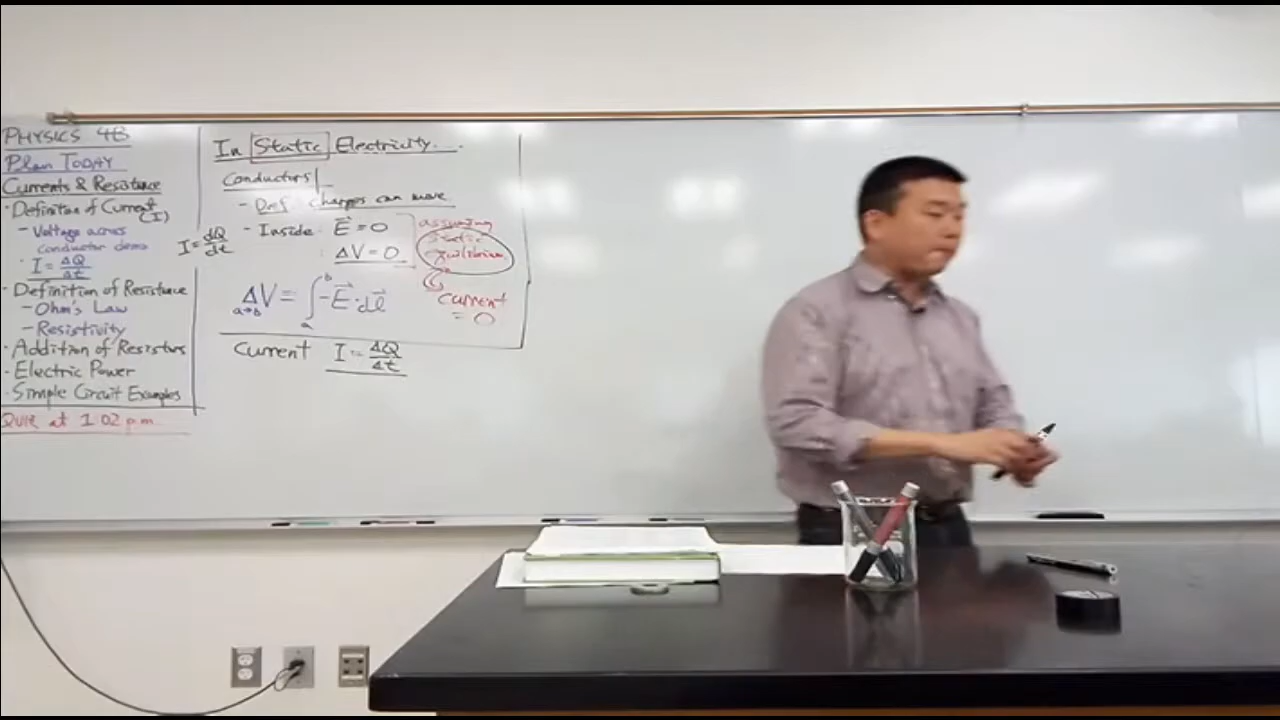 PHYSICS 4B
Plan TODAY
Currents & Resistance
· Definition of Current (I)
- Voltage across
conductor demo
· I = ΔQ/Δt
I = dQ/dt
· Definition of Resistance
- Ohm's Law
- Resistivity
· Addition of Resistors
· Electric Power
· Simple Circuit Examples
Quiz at 1:02 p.m.
In Static Electricity...
Conductors
- Def: Charges can move
- Inside: E⃗ = 0
: ΔV = 0
assuming
static
equilibrium
current
= 0
ΔV a→b = ∫ₐᵇ -E⃗·dl⃗
Current I = ΔQ/Δt